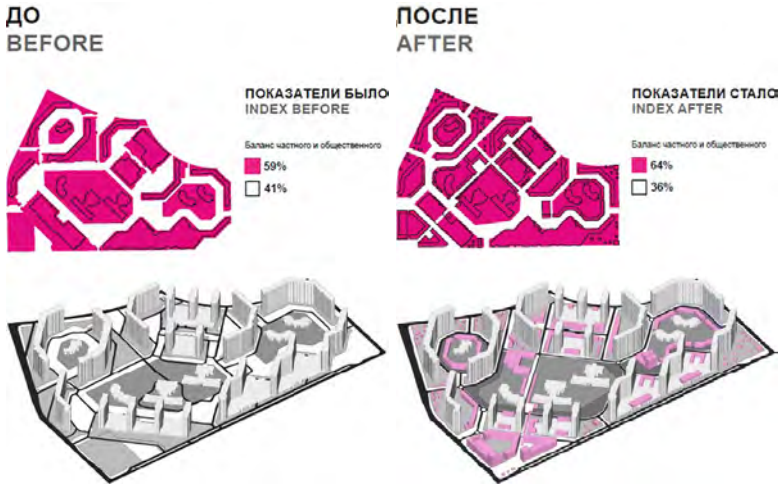 ДО
BEFORE
ПОКАЗАТЕЛИ БЫЛО
INDEX BEFORE
Баланс частного и общественного
59%
41%
ПОСЛЕ
AFTER
ПОКАЗАТЕЛИ СТАЛО
INDEX AFTER
Баланс частного и общественного
64%
36%